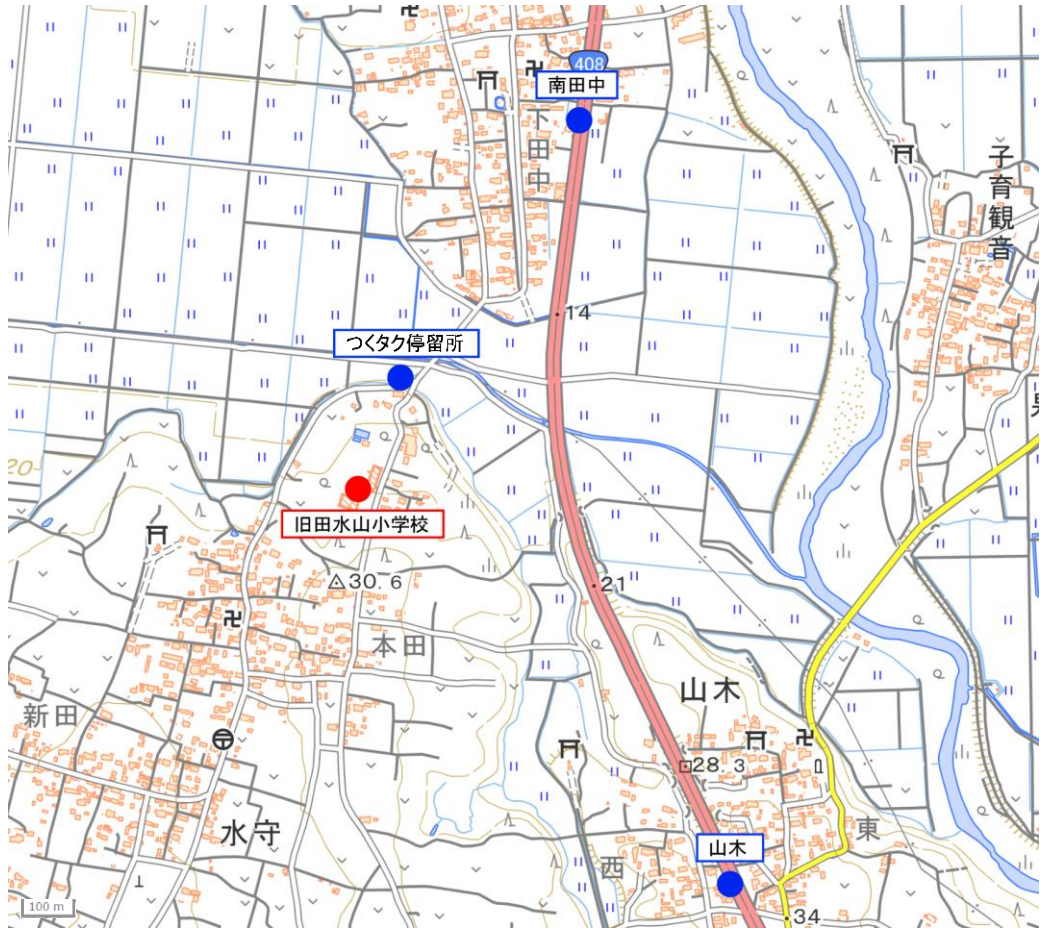 408
南田中
下田中
子育観音
14
つくタク停留所
20
旧田水山小学校
30.6
21
本田
山木
新田
28.3
水守
山木
東
西
100 m
34